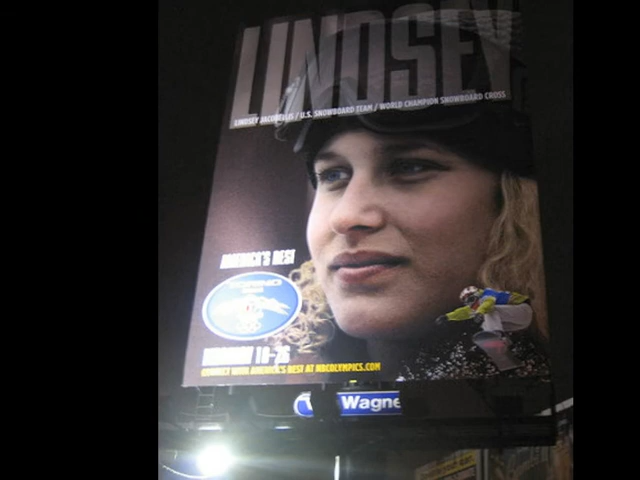 LINDSEY
LINDSEY JACOBELLIS / U.S. SNOWBOARD TEAM / WORLD CHAMPION SNOWBOARD CROSS
AMERICA'S BEST
TORINO
FEBRUARY 10-26
CONNECT WITH AMERICA'S BEST AT NBCOLYMPICS.COM
Wagne